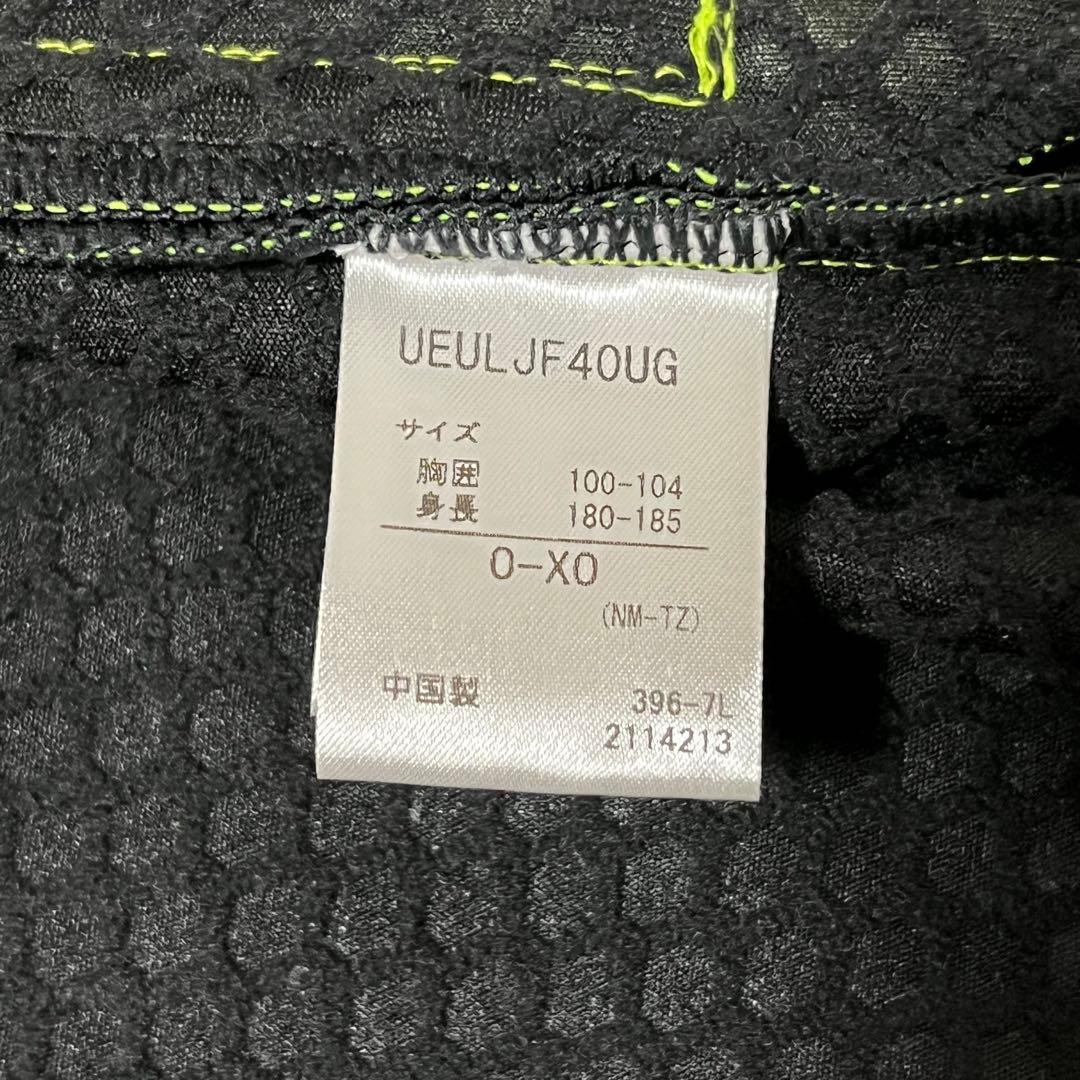 UEULJF40UG
サイズ
胸囲 100-104
身長 180-185
O-XO
(NM-TZ)
中国製 396-7L
2114213